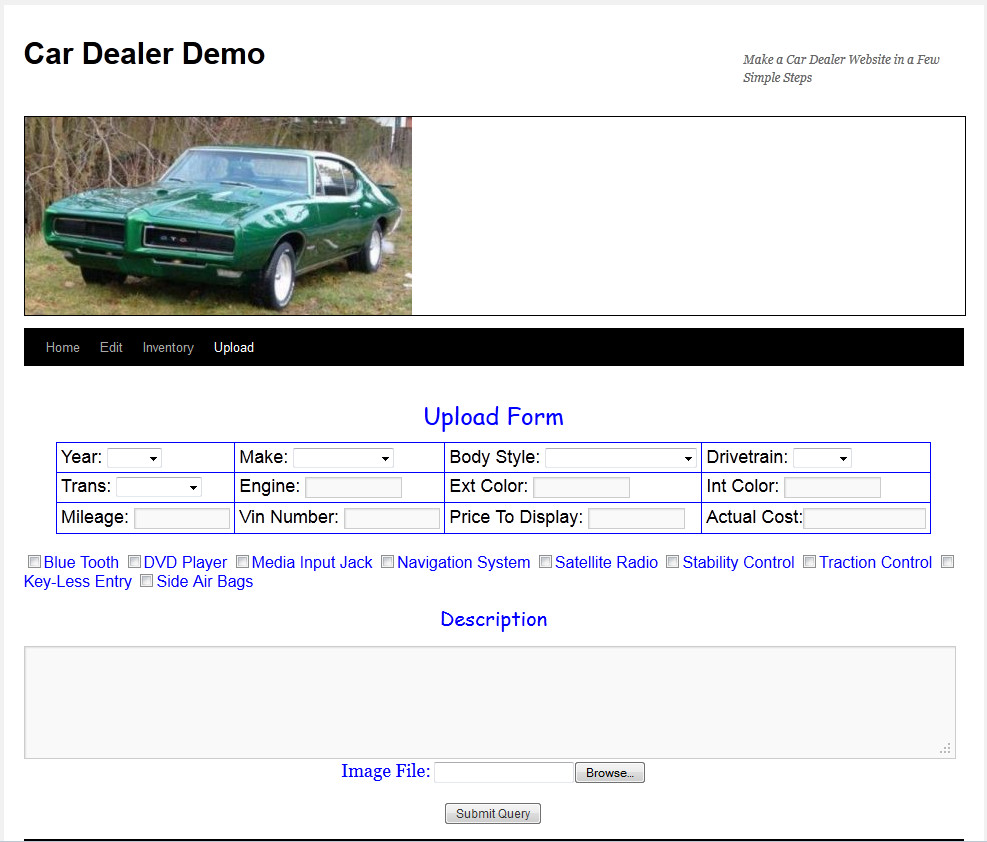 Car Dealer Demo
Make a Car Dealer Website in a Few
Simple Steps
GTO
Home Edit Inventory Upload
Upload Form
Year: Make: Body Style: Drivetrain:
Trans: Engine: Ext Color: Int Color:
Mileage: Vin Number: Price To Display: Actual Cost:
Blue Tooth DVD Player Media Input Jack Navigation System Satellite Radio Stability Control Traction Control
Key-Less Entry Side Air Bags
Description
Image File: Browse...
Submit Query